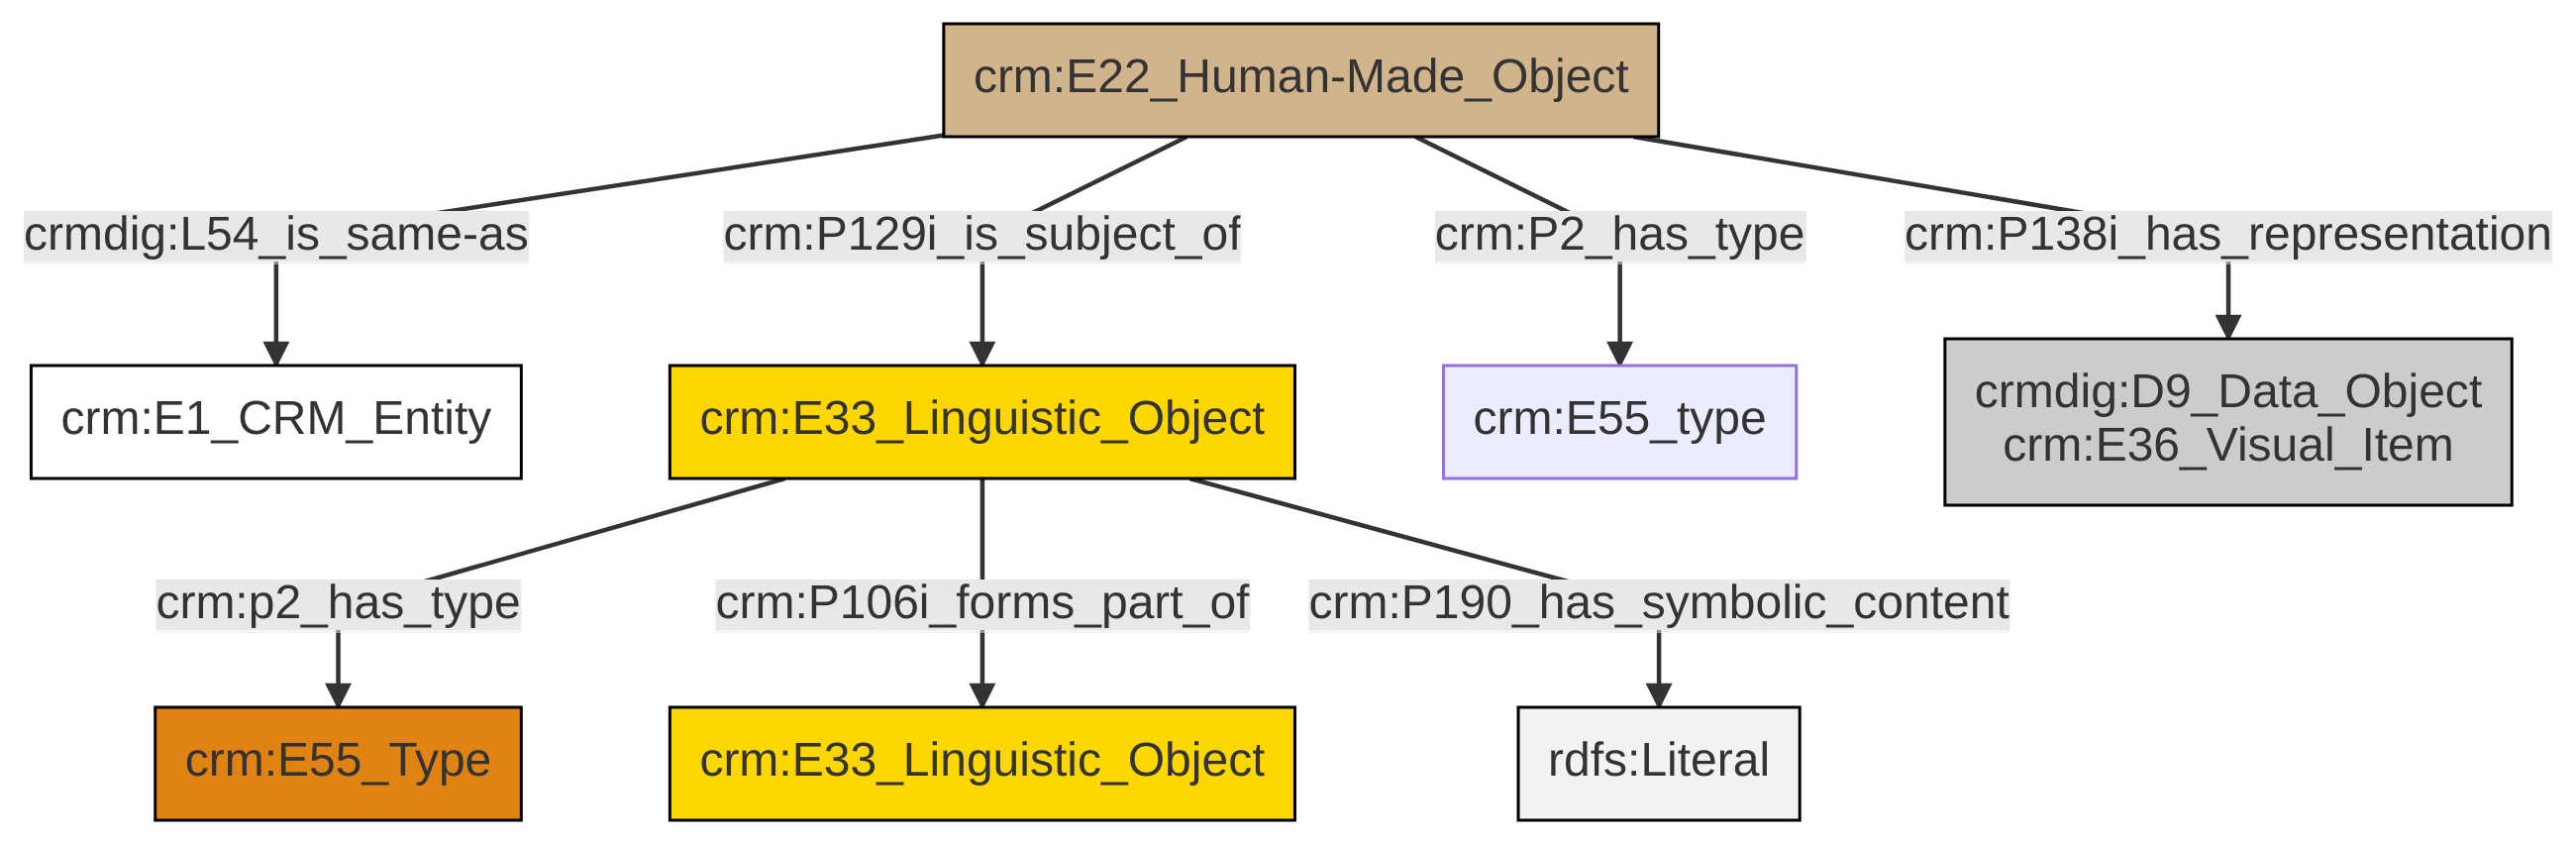 crm:E22_Human-Made_Object
crmdig:L54_is_same-as
crm:P129i_is_subject_of
crm:P2_has_type
crm:P138i_has_representation
crm:E1_CRM_Entity
crm:E33_Linguistic_Object
crm:E55_type
crmdig:D9_Data_Object
crm:E36_Visual_Item
crm:p2_has_type
crm:P106i_forms_part_of
crm:P190_has_symbolic_content
crm:E55_Type
crm:E33_Linguistic_Object
rdfs:Literal